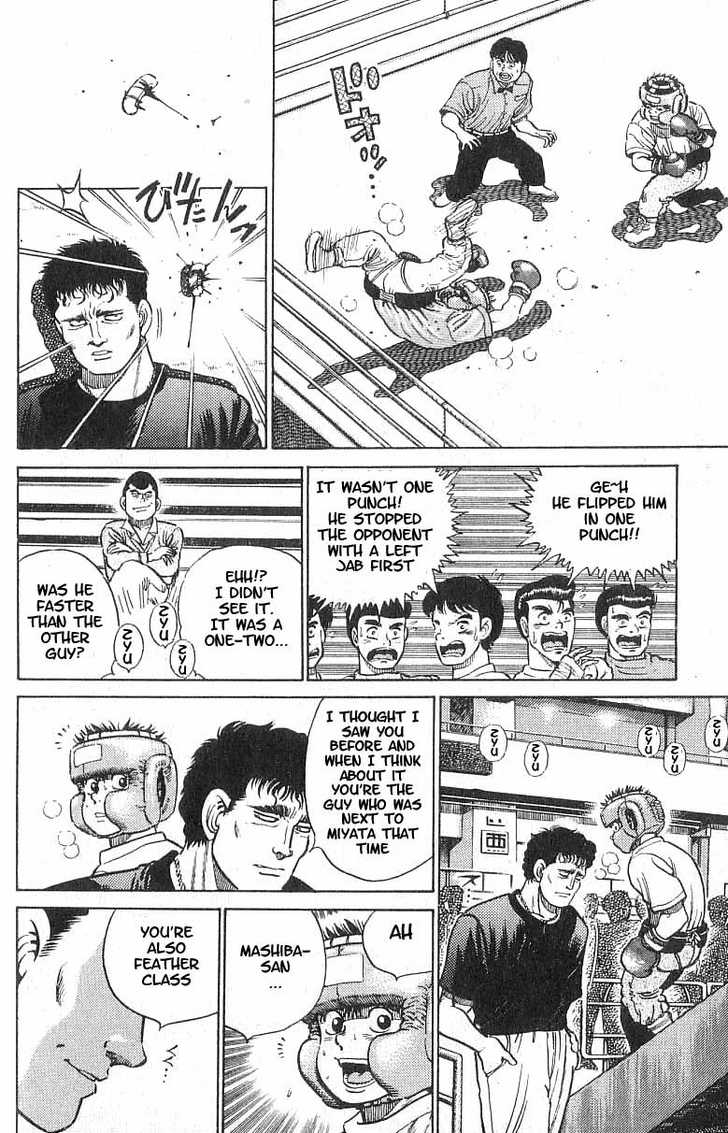 ドオォ…
びたんッ
GE~H
HE FLIPPED HIM
IN ONE
PUNCH!!
IT WASN'T ONE
PUNCH!
HE STOPPED
THE OPPONENT
WITH A LEFT
JAB FIRST
EHH!?
I DIDN'T
SEE IT.
IT WAS A
ONE-TWO...
WAS HE
FASTER
THAN THE
OTHER
GUY?
ZYU
ZYU
ZYU
ZYU
ZYU
ZYU
ZYU
ZYU
西
I THOUGHT I
SAW YOU
BEFORE AND
WHEN I THINK
ABOUT IT
YOU'RE THE
GUY WHO WAS
NEXT TO
MIYATA THAT
TIME
AH
MASHIBA-
SAN
...
YOU'RE
ALSO
FEATHER
CLASS